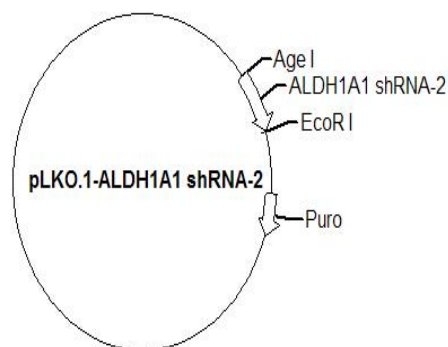 Age I
ALDH1A1 shRNA-2
EcoR I
pLKO.1-ALDH1A1 shRNA-2
Puro